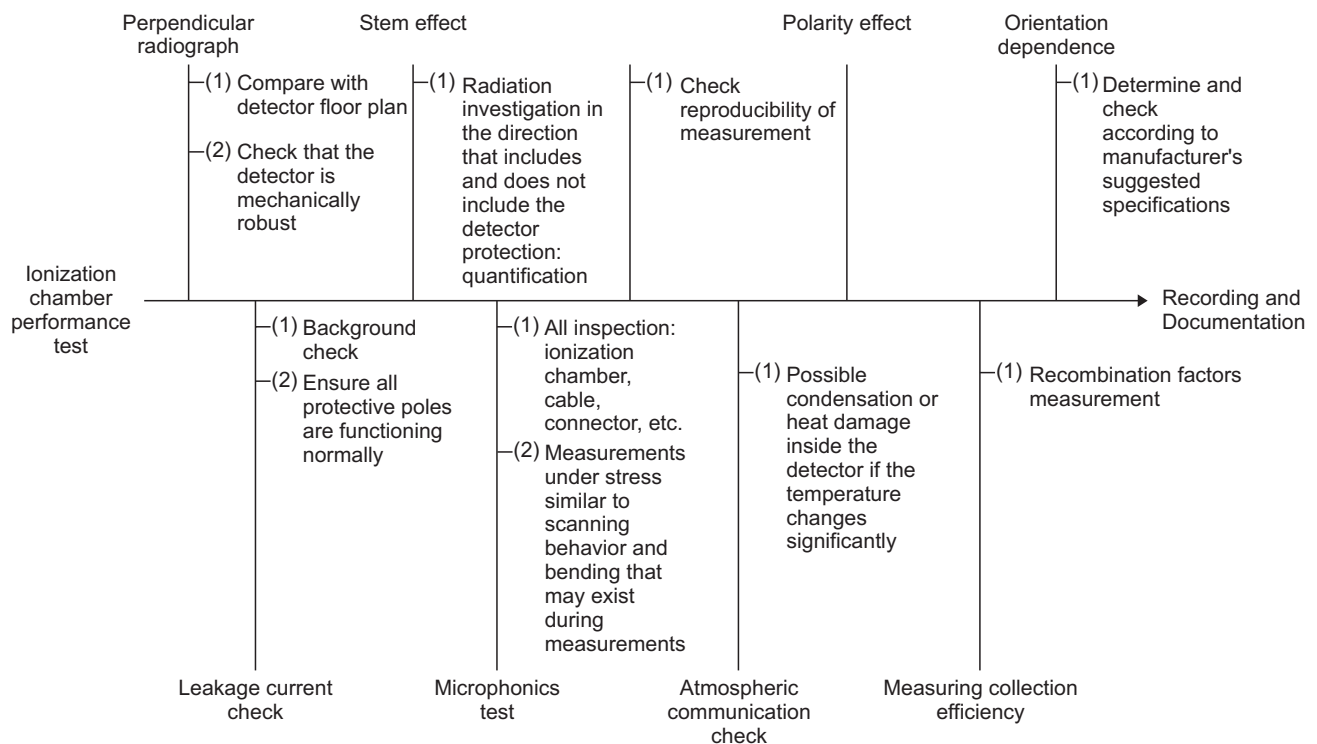 Perpendicular
radiograph
Stem effect
Polarity effect
Orientation
dependence
(1) Compare with
detector floor plan
(2) Check that the
detector is
mechanically
robust
(1) Radiation
investigation in
the direction
that includes
and does not
include the
detector
protection:
quantification
(1) Check
reproducibility of
measurement
(1) Determine and
check
according to
manufacturer's
suggested
specifications
Ionization
chamber
performance
test
Recording and
Documentation
(1) Background
check
(2) Ensure all
protective poles
are functioning
normally
(1) All inspection:
ionization
chamber,
cable,
connector, etc.
(2) Measurements
under stress
similar to
scanning
behavior and
bending that
may exist
during
measurements
(1) Possible
condensation or
heat damage
inside the
detector if the
temperature
changes
significantly
(1) Recombination factors
measurement
Leakage current
check
Microphonics
test
Atmospheric
communication
check
Measuring collection
efficiency